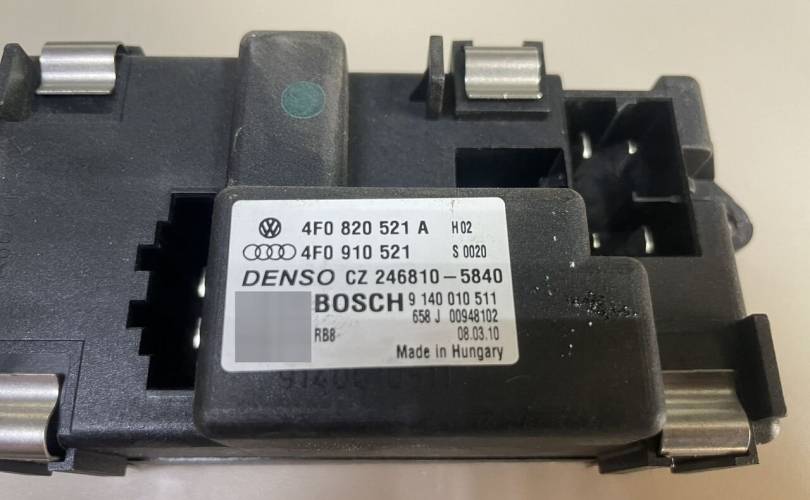 4F0 820 521 A H02
4F0 910 521 S 0020
DENSO CZ 246810-5840
BOSCH 9 140 010 511
658 J 00948102
RB8- 08.03.10
Made in Hungary